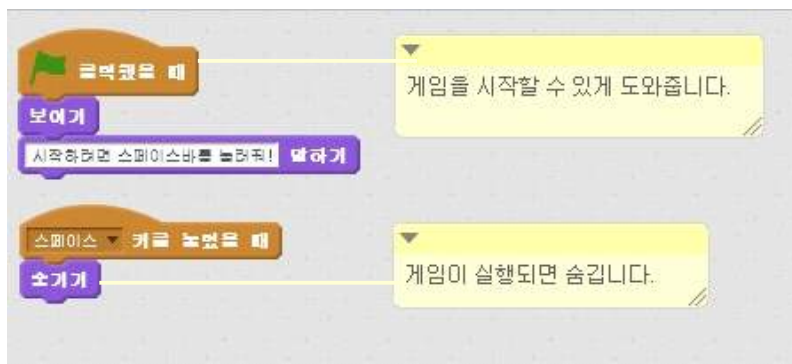 클릭했을 때
게임을 시작할 수 있게 도와줍니다.
보이기
시작하려면 스페이스바를 눌러줘! 말하기
스페이스 키를 눌렀을 때
숨기기
게임이 실행되면 숨깁니다.